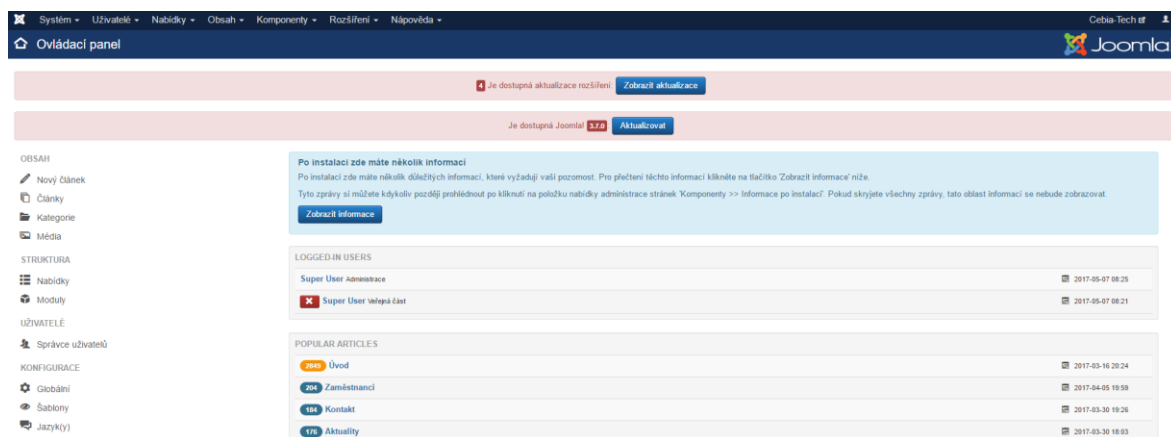 Systém Uživatelé Nabídky Obsah Komponenty Rozšíření Nápověda Cebia-Tech
Ovládací panel Joomla
4 Je dostupná aktualizace rozšíření: Zobrazit aktualizace
Je dostupná Joomla! 3.7.0 Aktualizovat
OBSAH
Nový článek
Články
Kategorie
Média
STRUKTURA
Nabídky
Moduly
UŽIVATELÉ
Správce uživatelů
KONFIGURACE
Globální
Šablony
Jazyk(y)
Po instalaci zde máte několik informací
Po instalaci zde máte několik důležitých informací, které vyžadují vaší pozornost. Pro přečtení těchto informací klikněte na tlačítko 'Zobrazit informace' níže.
Tyto zprávy si můžete kdykoliv později prohlédnout po kliknutí na položku nabídky administrace stránek 'Komponenty >> Informace po instalaci'. Pokud skryjete všechny zprávy, tato oblast informací se nebude zobrazovat.
Zobrazit informace
LOGGED-IN USERS
Super User Administrace 2017-05-07 08:25
Super User Veřejná část 2017-05-07 08:21
POPULAR ARTICLES
2849 Úvod 2017-03-16 20:24
204 Zaměstnanci 2017-04-05 19:59
184 Kontakt 2017-03-30 19:26
176 Aktuality 2017-03-30 18:03